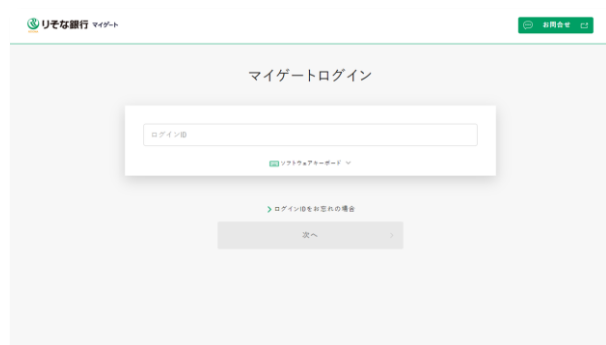 りそな銀行 マイゲート
お問合せ
マイゲートログイン
ログインID
ソフトウェアキーボード
ログインIDをお忘れの場合
次へ